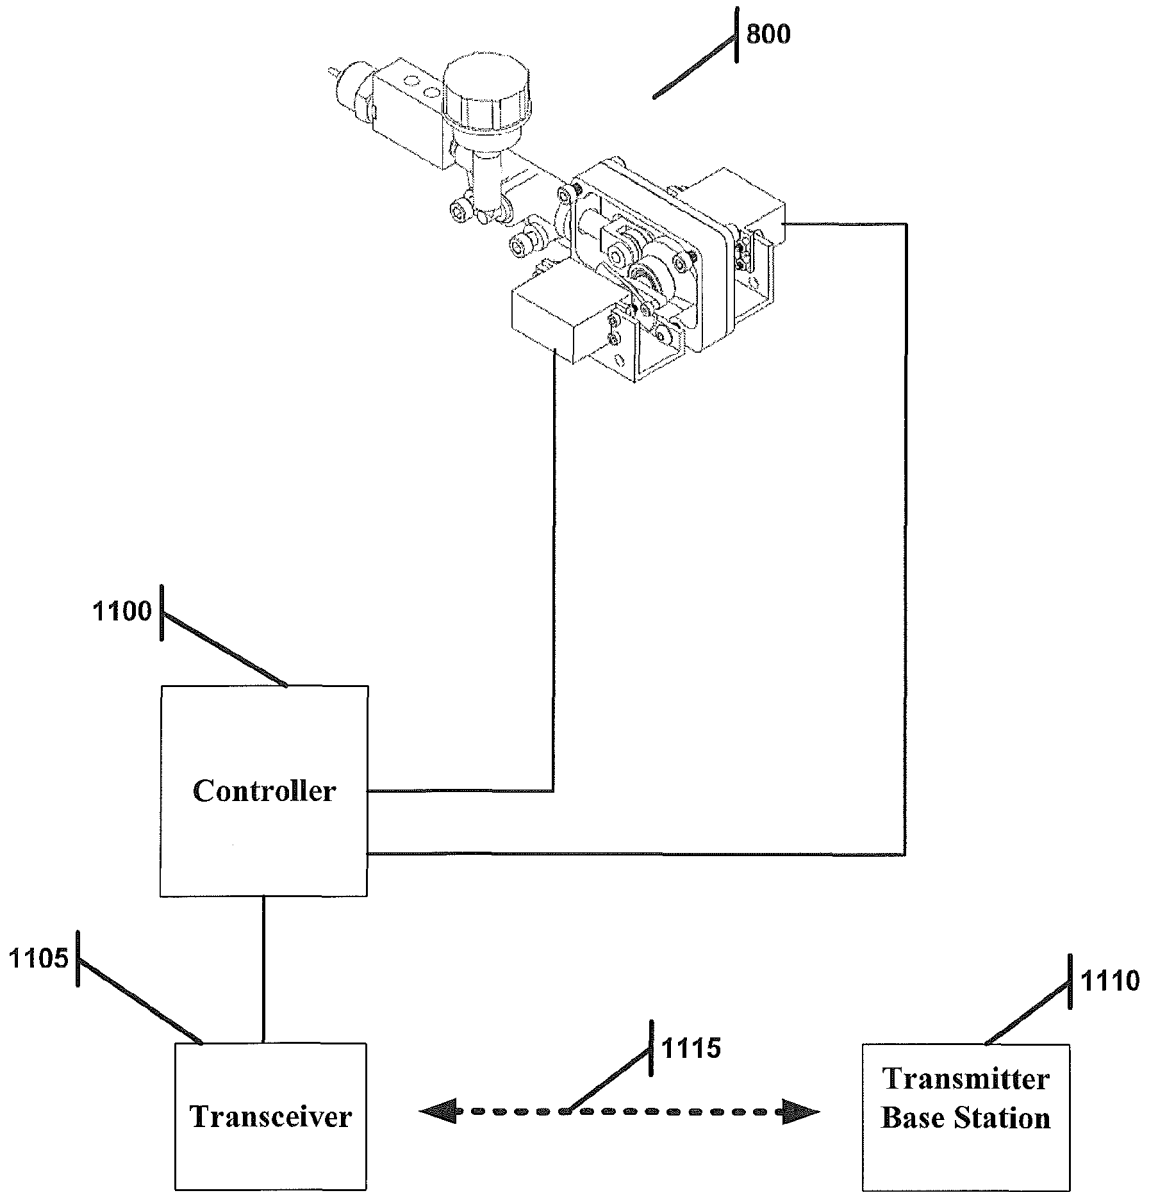 800
1100
Controller
1105
1110
1115
Transceiver
Transmitter
Base Station